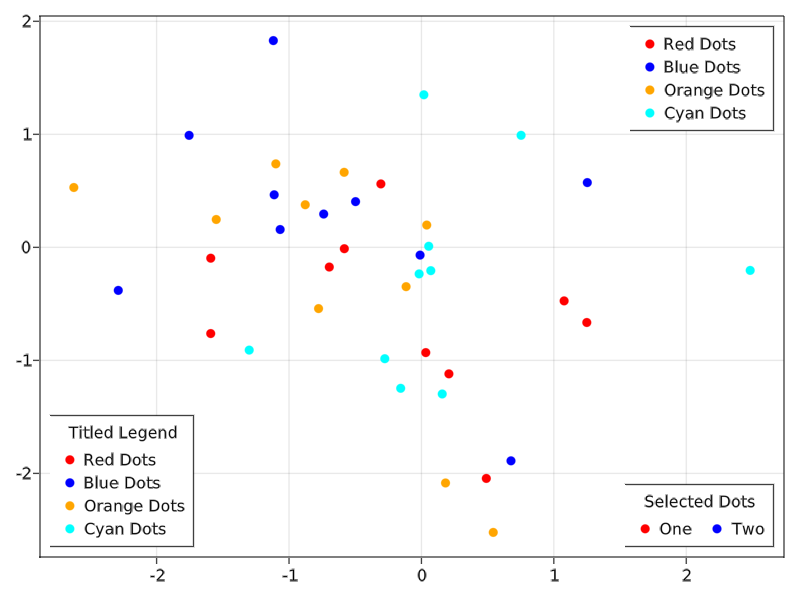 2
Red Dots
Blue Dots
Orange Dots
Cyan Dots
1
0
-1
Titled Legend
Red Dots
Blue Dots
Orange Dots
Cyan Dots
-2
Selected Dots
One Two
-2 -1 0 1 2